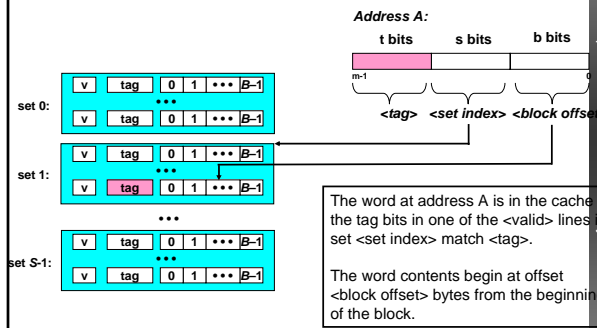 Address A:
t bits s bits b bits
m-1 0
<tag> <set index> <block offset
v tag 0 1 ••• B–1
•••
set 0:
v tag 0 1 ••• B–1
v tag 0 1 ••• B–1
•••
set 1:
v tag 0 1 ••• B–1
•••
v tag 0 1 ••• B–1
•••
set S-1:
v tag 0 1 ••• B–1
The word at address A is in the cache
the tag bits in one of the <valid> lines i
set <set index> match <tag>.
The word contents begin at offset
<block offset> bytes from the beginnin
of the block.